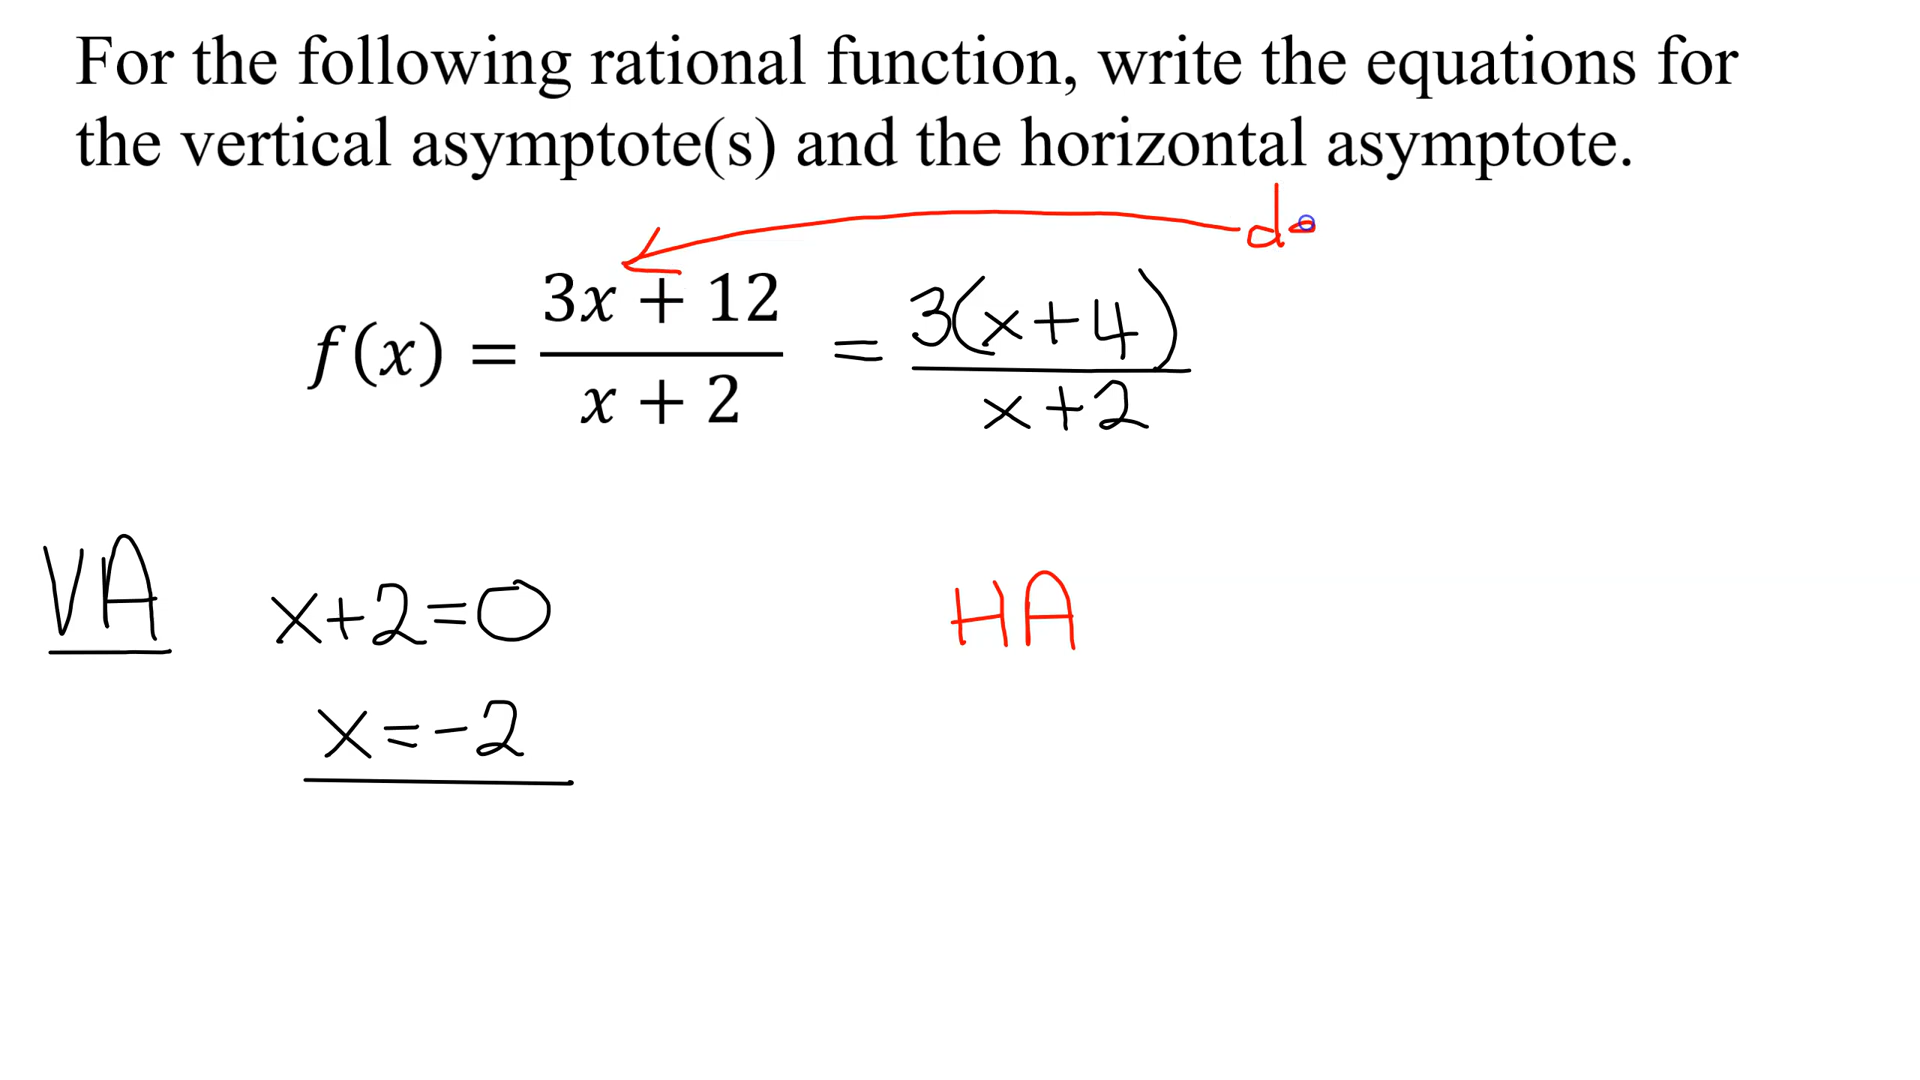 For the following rational function, write the equations for
the vertical asymptote(s) and the horizontal asymptote.
de
f(x) = (3x + 12)/(x + 2) = 3(x+4)/(x+2)
VA x+2=0 HA
x=-2